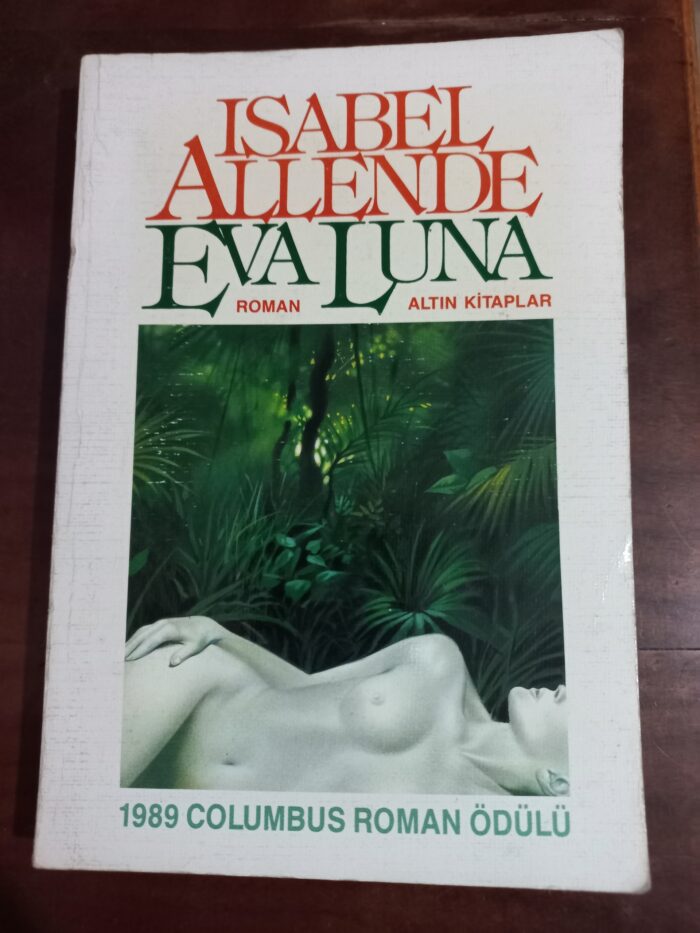 ISABEL
ALLENDE
EVA LUNA
ROMAN ALTIN KİTAPLAR
1989 COLUMBUS ROMAN ÖDÜLÜ